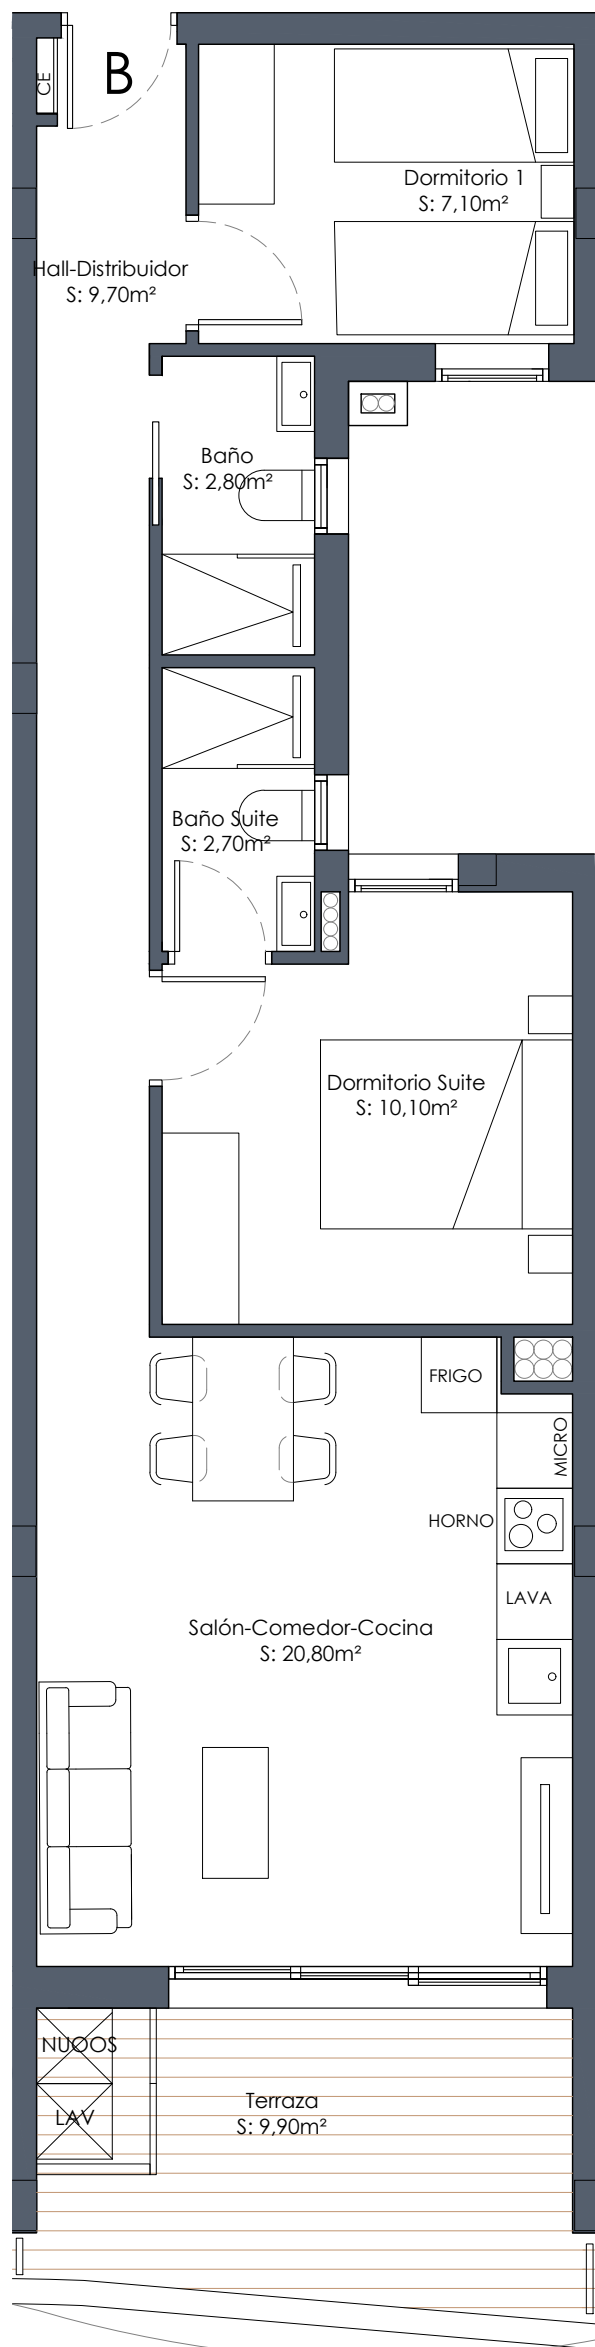 CE
B
Dormitorio 1
S: 7,10m²
Hall-Distribuidor
S: 9,70m²
Baño
S: 2,80m²
Baño Suite
S: 2,70m²
Dormitorio Suite
S: 10,10m²
FRIGO
MICRO
HORNO
LAVA
Salón-Comedor-Cocina
S: 20,80m²
NUOOS
LAV
Terraza
S: 9,90m²